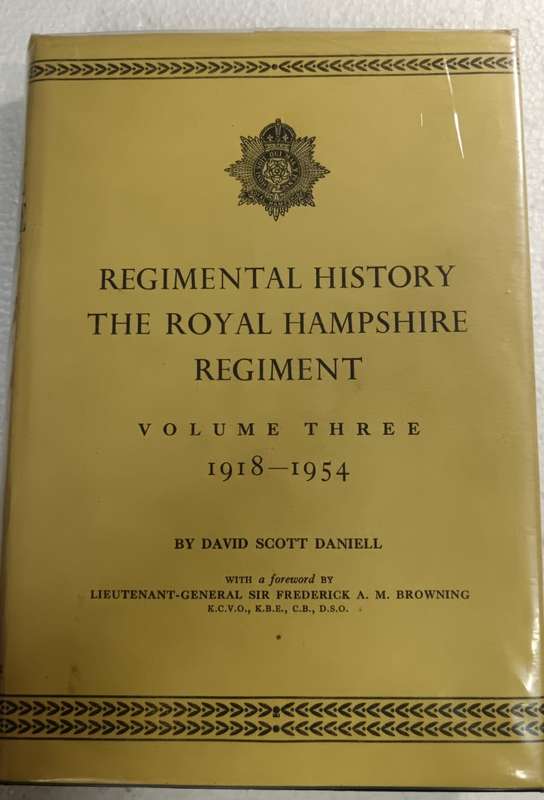 REGIMENTAL HISTORY
THE ROYAL HAMPSHIRE
REGIMENT
VOLUME THREE
1918—1954
BY DAVID SCOTT DANIELL
WITH a foreword BY
LIEUTENANT-GENERAL SIR FREDERICK A. M. BROWNING
K.C.V.O., K.B.E., C.B., D.S.O.